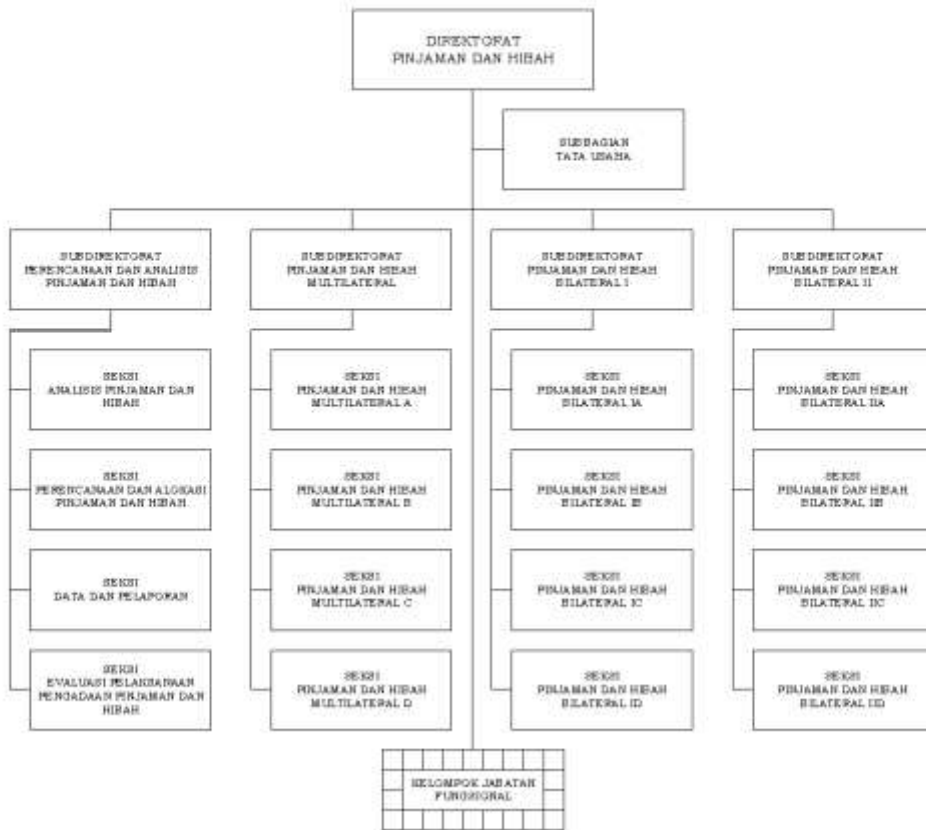 DIREKTORAT
PINJAMAN DAN HIBAH
SUBBAGIAN
TATA USAHA
SUBDIREKTORAT
PERENCANAAN DAN ANALISIS
PINJAMAN DAN HIBAH
SUBDIREKTORAT
PINJAMAN DAN HIBAH
MULTILATERAL
SUBDIREKTORAT
PINJAMAN DAN HIBAH
BILATERAL I
SUBDIREKTORAT
PINJAMAN DAN HIBAH
BILATERAL II
SEKSI
ANALISIS PINJAMAN DAN
HIBAH
SEKSI
PINJAMAN DAN HIBAH
MULTILATERAL A
SEKSI
PINJAMAN DAN HIBAH
BILATERAL IA
SEKSI
PINJAMAN DAN HIBAH
BILATERAL IIA
SEKSI
PERENCANAAN DAN ALOKASI
PINJAMAN DAN HIBAH
SEKSI
PINJAMAN DAN HIBAH
MULTILATERAL B
SEKSI
PINJAMAN DAN HIBAH
BILATERAL IB
SEKSI
PINJAMAN DAN HIBAH
BILATERAL IIB
SEKSI
DATA DAN PELAPORAN
SEKSI
PINJAMAN DAN HIBAH
MULTILATERAL C
SEKSI
PINJAMAN DAN HIBAH
BILATERAL IC
SEKSI
PINJAMAN DAN HIBAH
BILATERAL IIC
SEKSI
EVALUASI PELAKSANAAN
PENGADAAN PINJAMAN DAN
HIBAH
SEKSI
PINJAMAN DAN HIBAH
MULTILATERAL D
SEKSI
PINJAMAN DAN HIBAH
BILATERAL ID
SEKSI
PINJAMAN DAN HIBAH
BILATERAL IID
KELOMPOK JABATAN
FUNGSIONAL